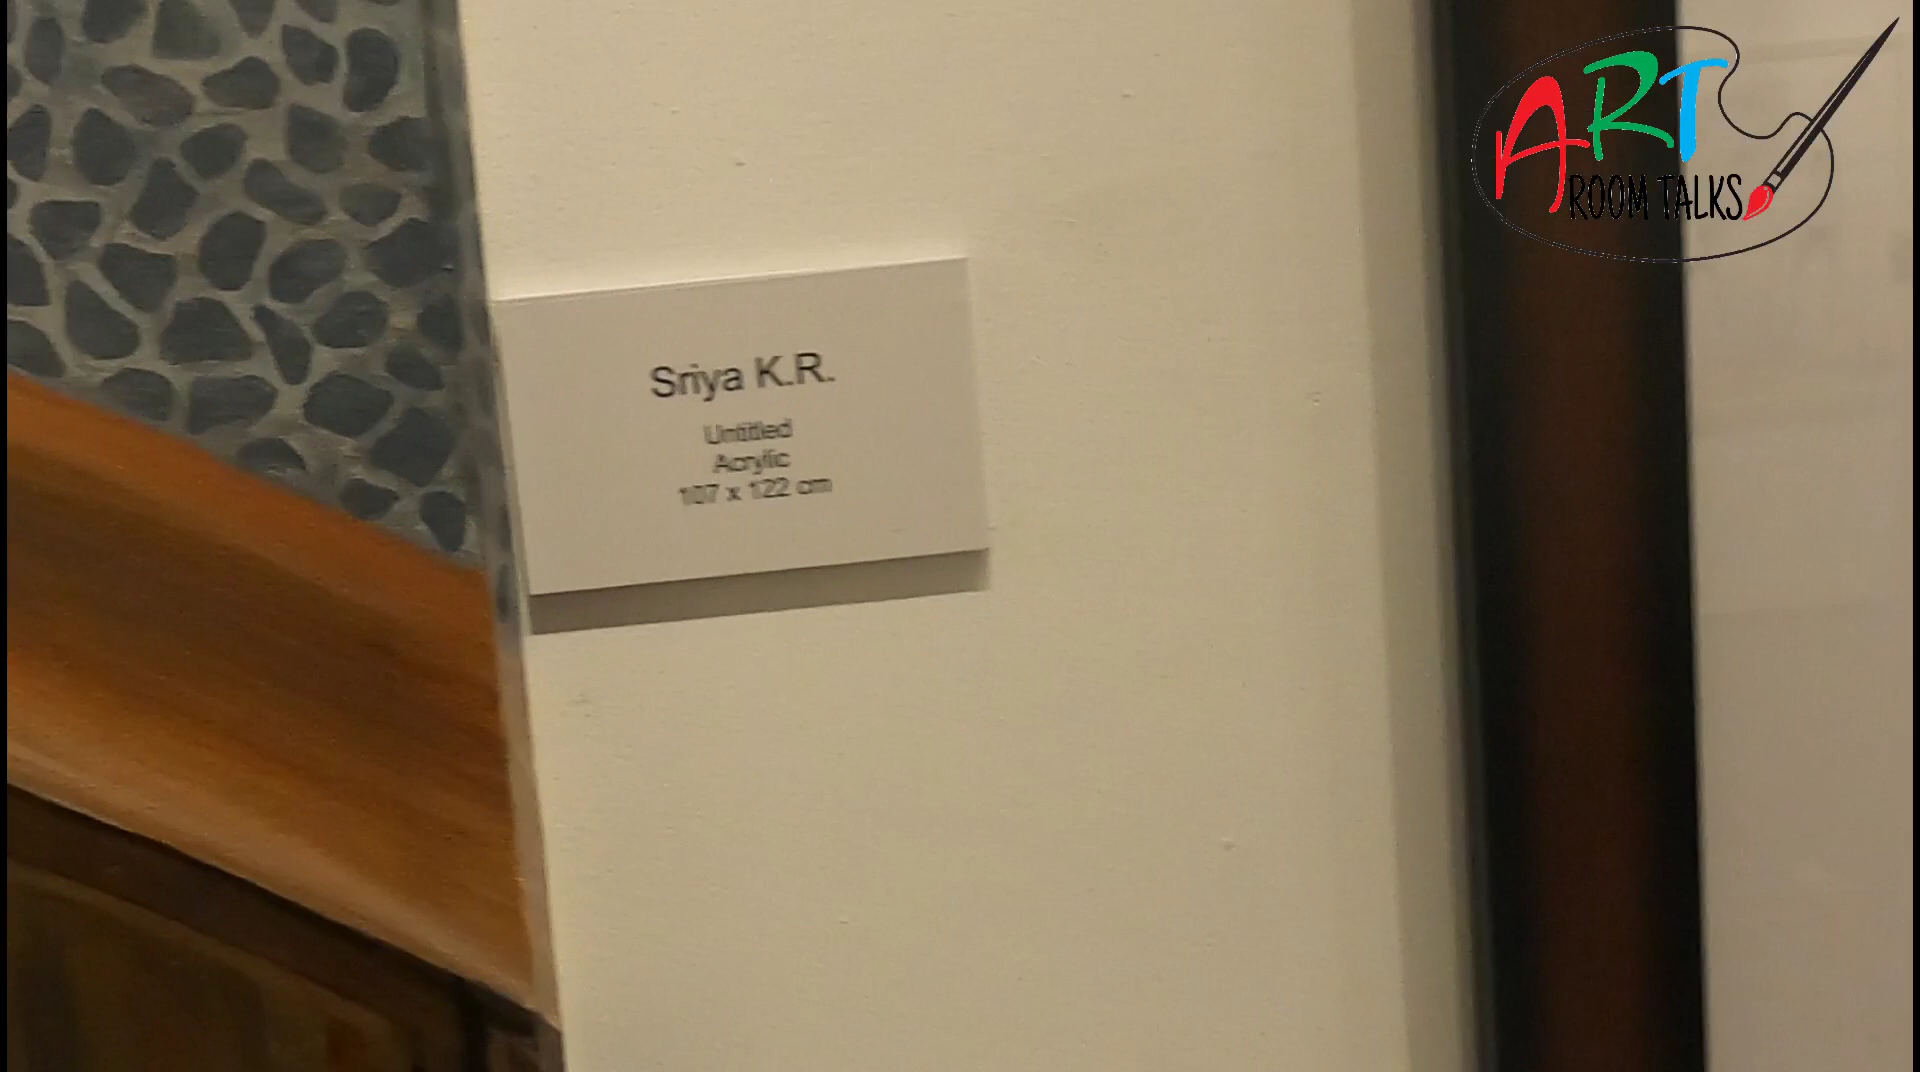 ART
ROOM TALKS
Sriya K.R.
Untitled
Acrylic
107 x 122 cm